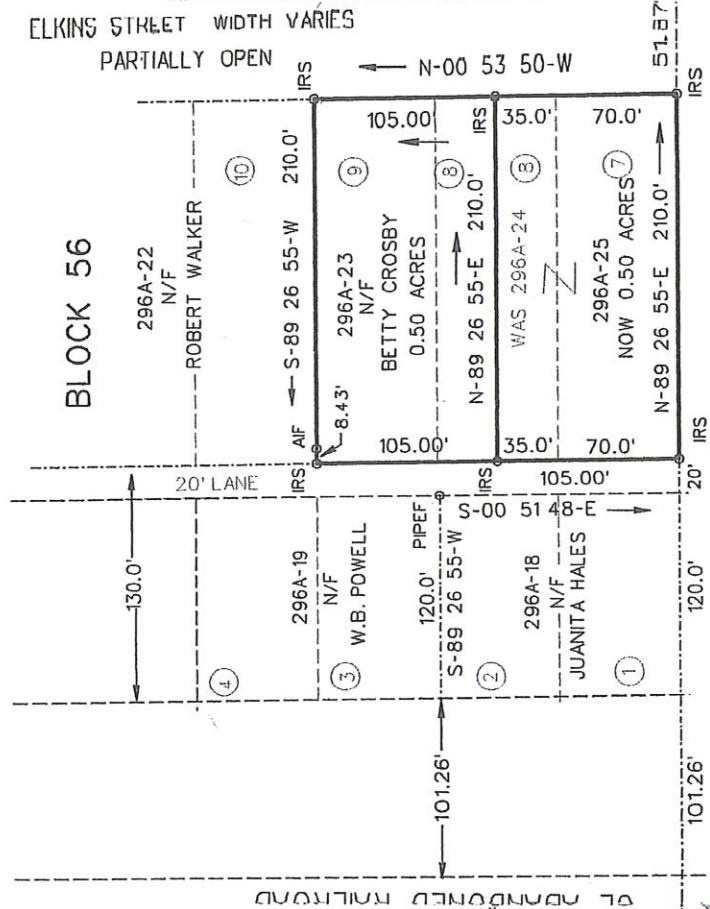 ELKINS STREET WIDTH VARIES
PARTIALLY OPEN
N-00 53 50-W
51.87'
IRS
IRS
IRS
105.00'
35.0'
70.0'
BLOCK 56
296A-22
N/F
ROBERT WALKER
10
S-89 26 55-W 210.0'
9
296A-23
N/F
BETTY CROSBY
0.50 ACRES
8
N-89 26 55-E 210.0'
8
WAS 296A-24
Z
7
296A-25
NOW 0.50 ACRES
N-89 26 55-E 210.0'
AIF
8.43'
105.00'
35.0'
70.0'
IRS
IRS
IRS
20' LANE
105.00'
20'
S-00 51 48-E
130.0'
296A-19
N/F
W.B. POWELL
PIPEF
120.0'
S-89 26 55-W
296A-18
N/F
JUANITA HALES
120.0'
4
3
2
1
101.26'
101.26'
ABANDONED RAILROAD